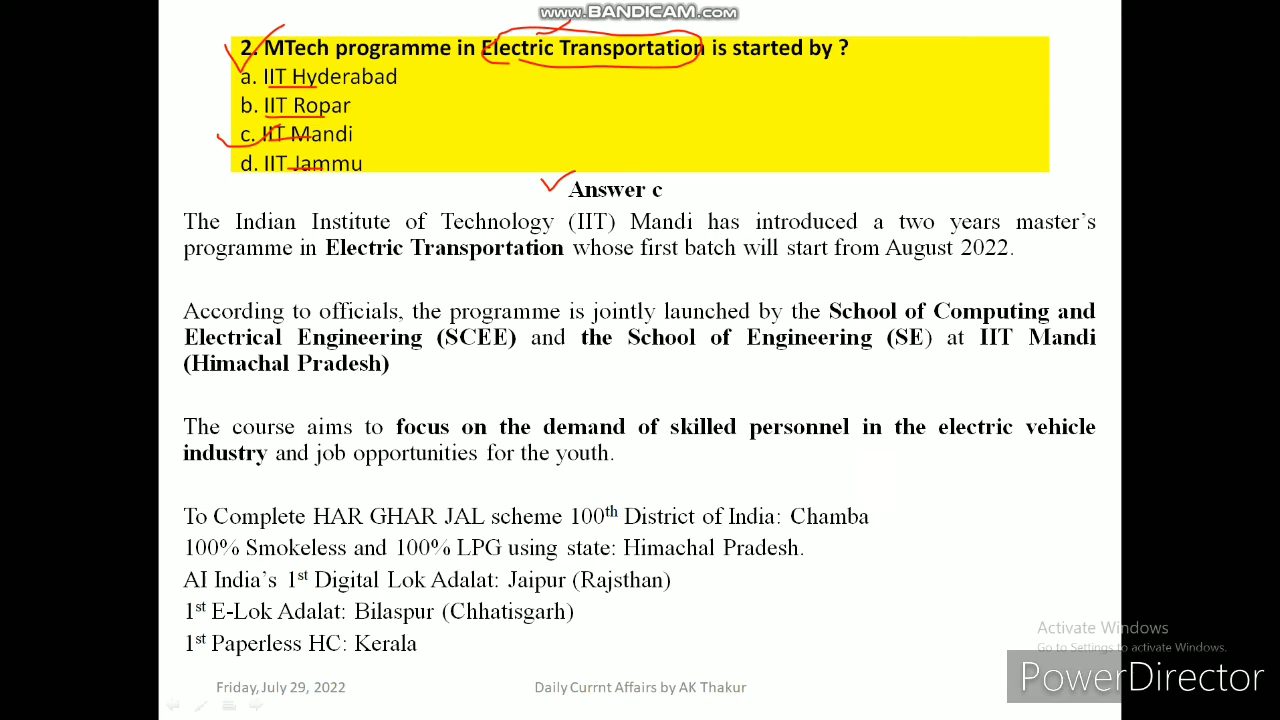 www.BANDICAM.com
2. MTech programme in Electric Transportation is started by ?
a. IIT Hyderabad
b. IIT Ropar
c. IIT Mandi
d. IIT Jammu
Answer c
The Indian Institute of Technology (IIT) Mandi has introduced a two years master's
programme in Electric Transportation whose first batch will start from August 2022.
According to officials, the programme is jointly launched by the School of Computing and
Electrical Engineering (SCEE) and the School of Engineering (SE) at IIT Mandi
(Himachal Pradesh)
The course aims to focus on the demand of skilled personnel in the electric vehicle
industry and job opportunities for the youth.
To Complete HAR GHAR JAL scheme 100th District of India: Chamba
100% Smokeless and 100% LPG using state: Himachal Pradesh.
AI India's 1st Digital Lok Adalat: Jaipur (Rajsthan)
1st E-Lok Adalat: Bilaspur (Chhatisgarh)
1st Paperless HC: Kerala
Activate Windows
Go to Settings to activate Windows.
PowerDirector
Friday, July 29, 2022
Daily Currnt Affairs by AK Thakur